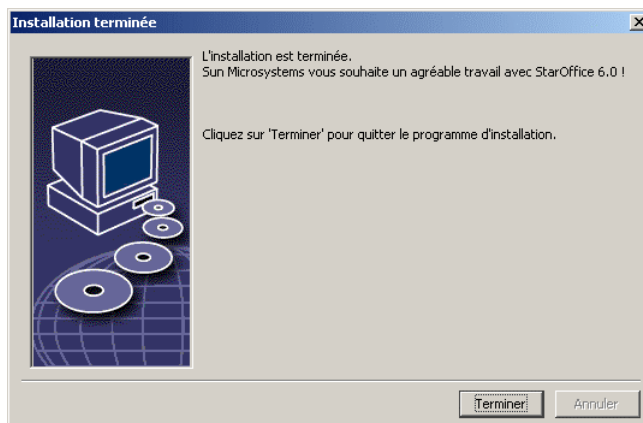 Installation terminée
L'installation est terminée.
Sun Microsystems vous souhaite un agréable travail avec StarOffice 6.0 !
Cliquez sur 'Terminer' pour quitter le programme d'installation.
Terminer
Annuler